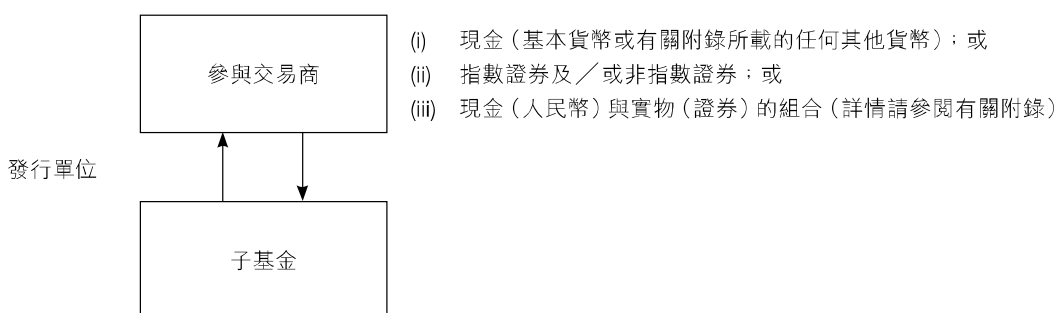 參與交易商
(i) 現金（基本貨幣或有關附錄所載的任何其他貨幣）；或
(ii) 指數證券及／或非指數證券；或
(iii) 現金（人民幣）與實物（證券）的組合（詳情請參閱有關附錄）
發行單位
子基金